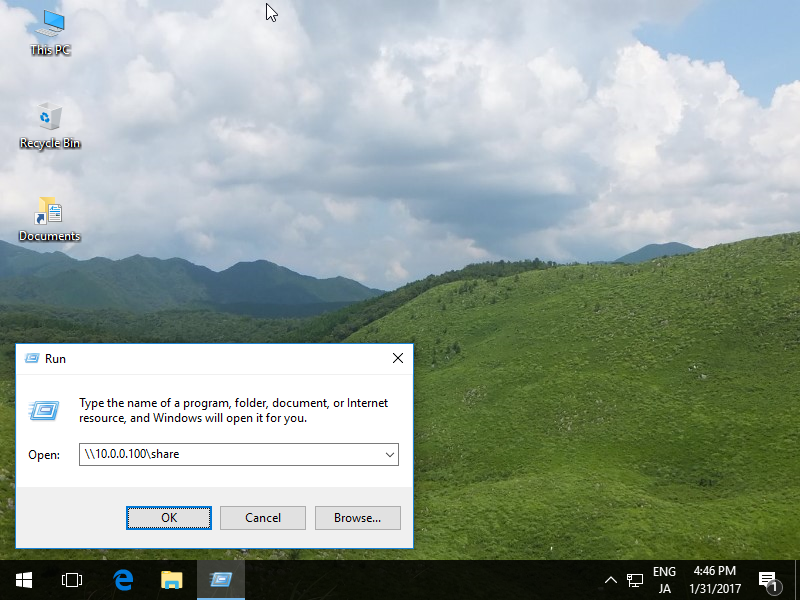 This PC
Recycle Bin
Documents
Run
Type the name of a program, folder, document, or Internet
resource, and Windows will open it for you.
Open:
\\10.0.0.100\share
OK
Cancel
Browse...
ENG
JA
4:46 PM
1/31/2017
1